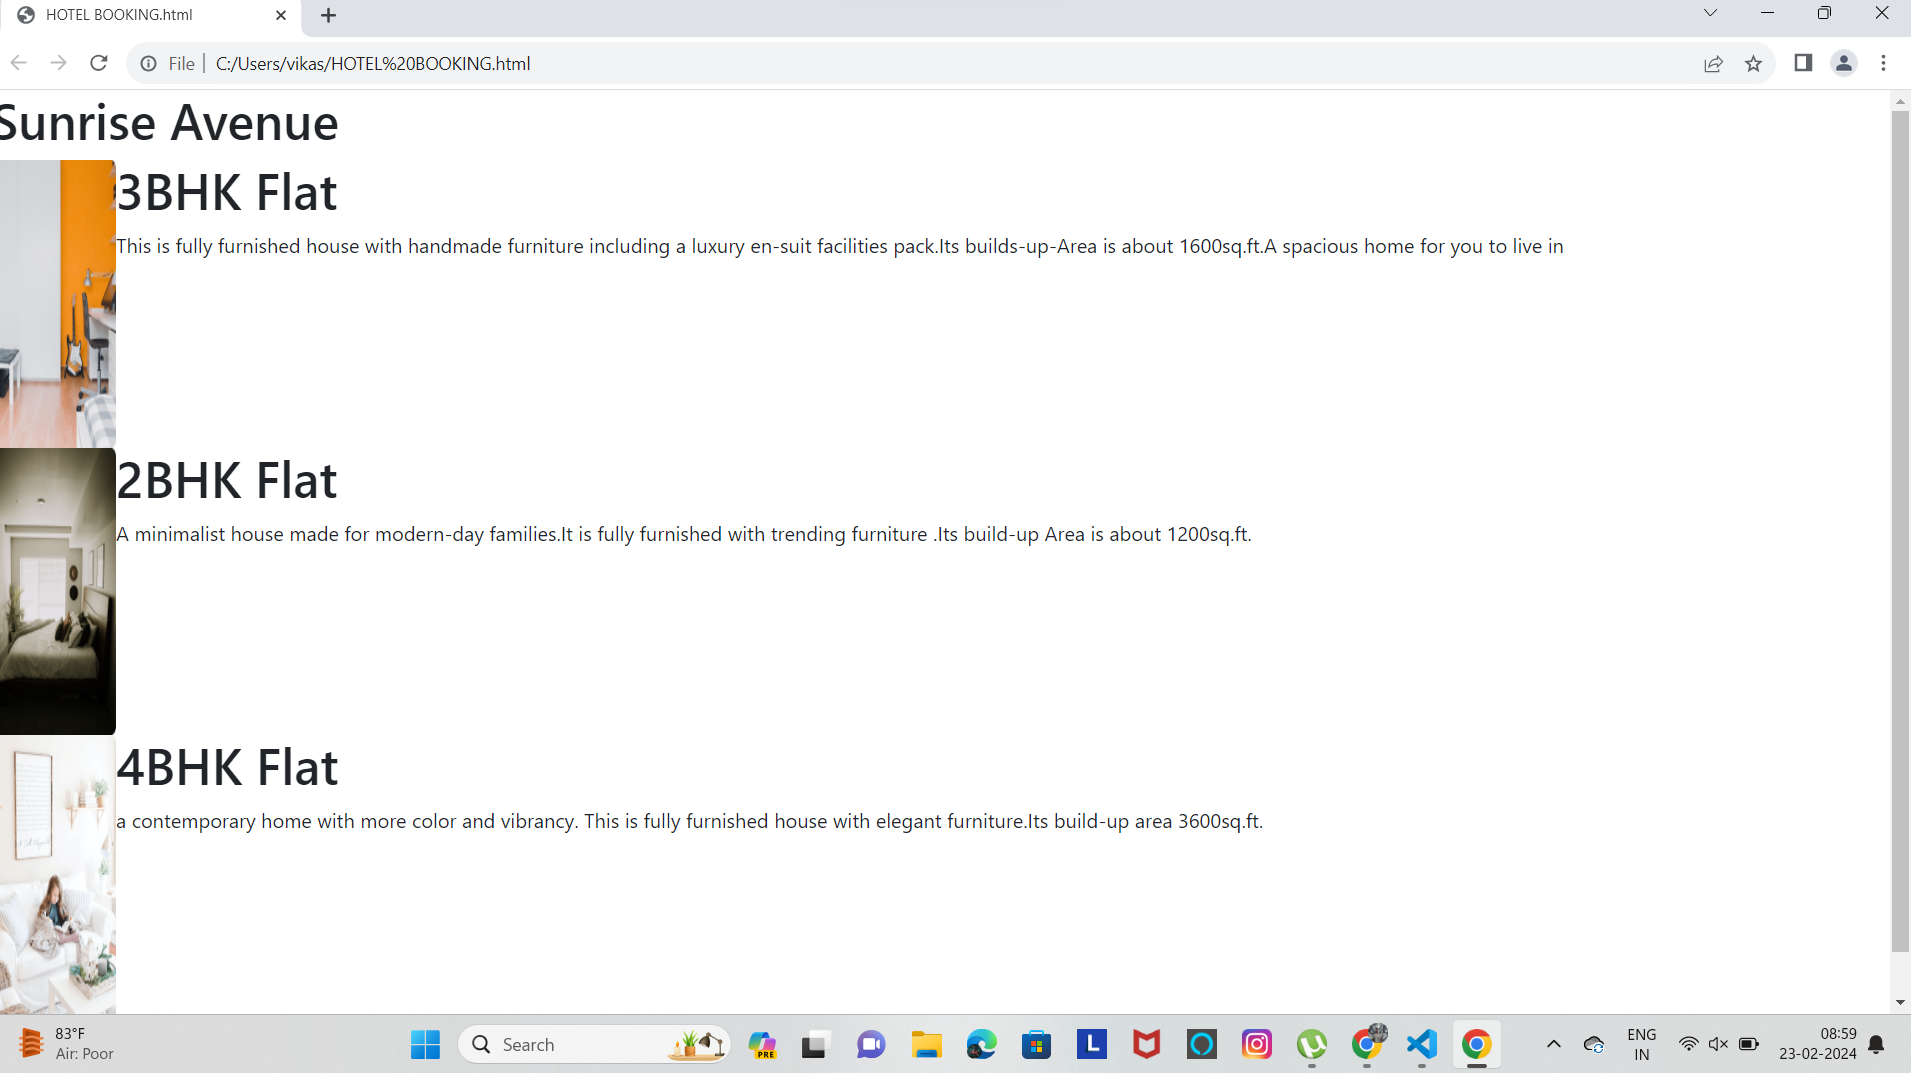 HOTEL BOOKING.html
File | C:/Users/vikas/HOTEL%20BOOKING.html
Sunrise Avenue
3BHK Flat
This is fully furnished house with handmade furniture including a luxury en-suit facilities pack.Its builds-up-Area is about 1600sq.ft.A spacious home for you to live in
2BHK Flat
A minimalist house made for modern-day families.It is fully furnished with trending furniture .Its build-up Area is about 1200sq.ft.
4BHK Flat
a contemporary home with more color and vibrancy. This is fully furnished house with elegant furniture.Its build-up area 3600sq.ft.
83°F
Air: Poor
Search
PRE
L
ENG
IN
08:59
23-02-2024